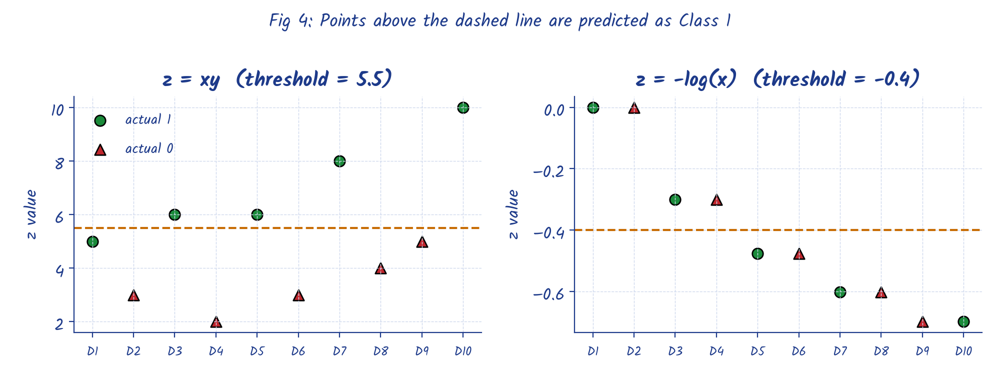 Fig 4: Points above the dashed line are predicted as Class 1
z = xy (threshold = 5.5)
z value
10
8
6
4
2
actual 1
actual 0
D1 D2 D3 D4 D5 D6 D7 D8 D9 D10
z = -log(x) (threshold = -0.4)
z value
0.0
−0.2
−0.4
−0.6
D1 D2 D3 D4 D5 D6 D7 D8 D9 D10